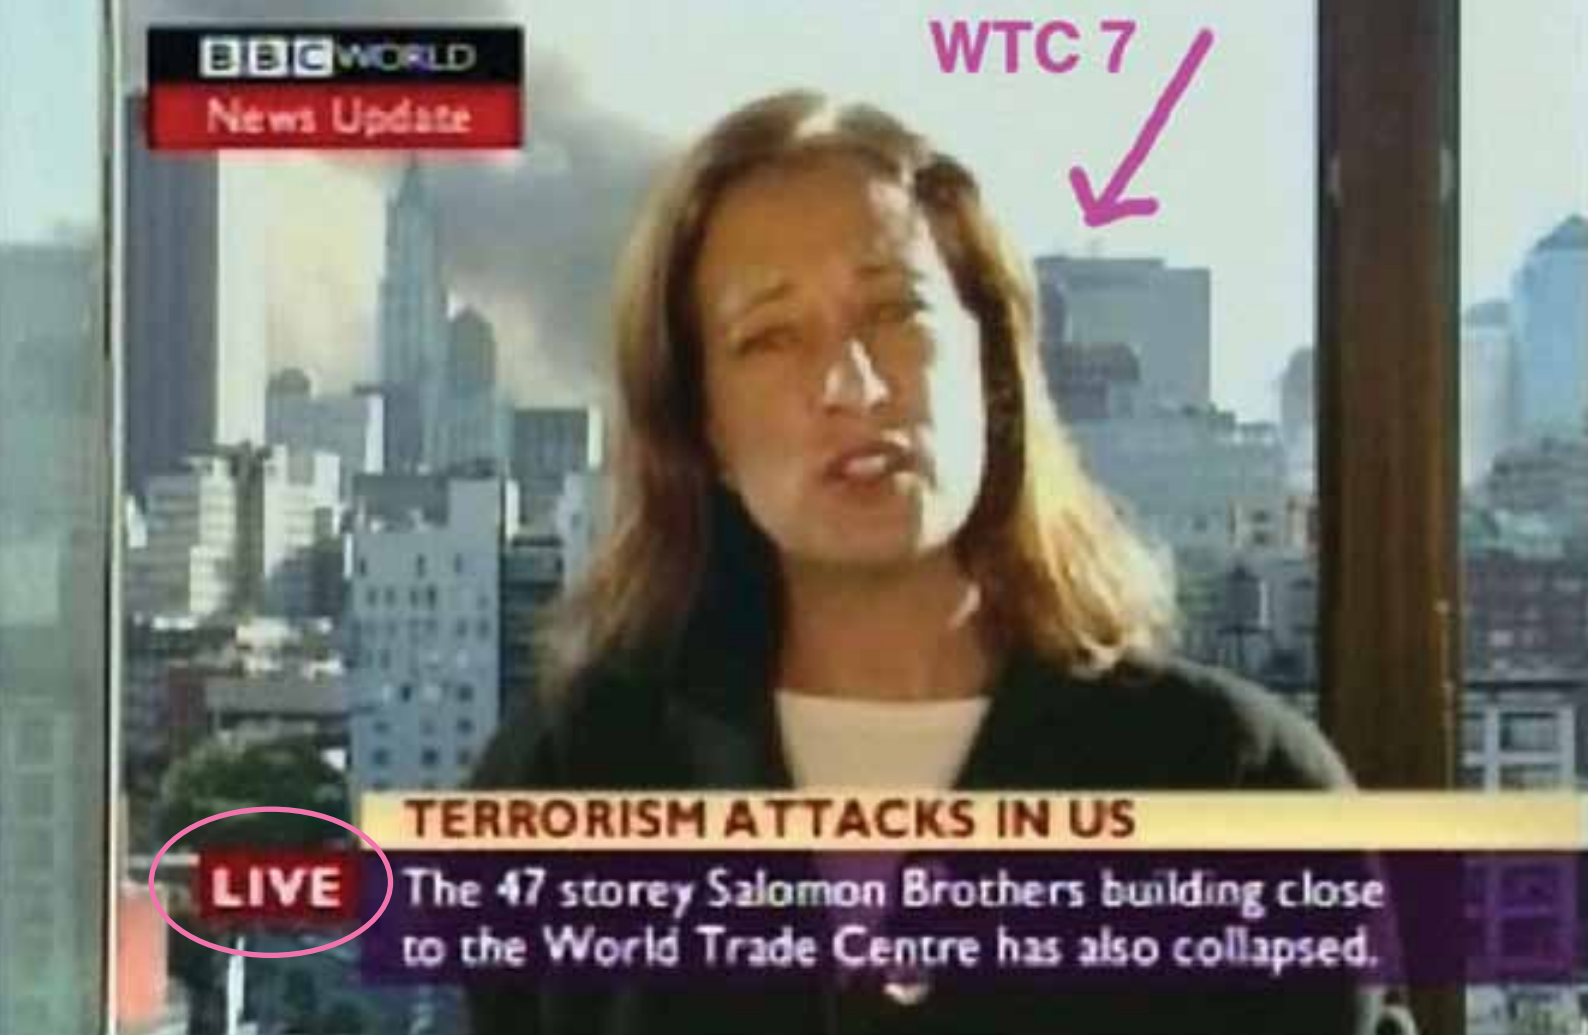 BBC WORLD
News Update
WTC 7
TERRORISM ATTACKS IN US
LIVE
The 47 storey Salomon Brothers building close
to the World Trade Centre has also collapsed.